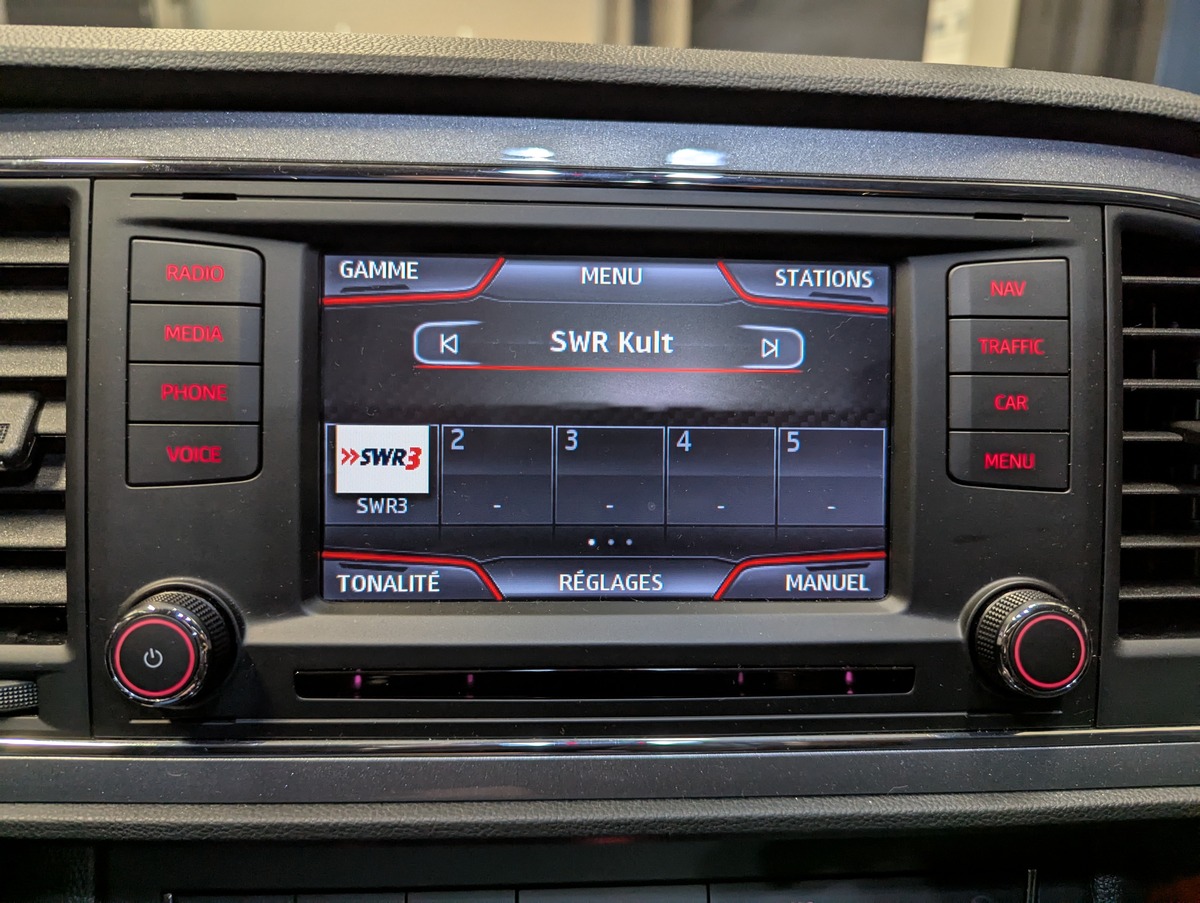 RADIO
MEDIA
PHONE
VOICE
GAMME MENU STATIONS
SWR Kult
SWR3 2 3 4 5
SWR3 - - - -
TONALITÉ RÉGLAGES MANUEL
NAV
TRAFFIC
CAR
MENU